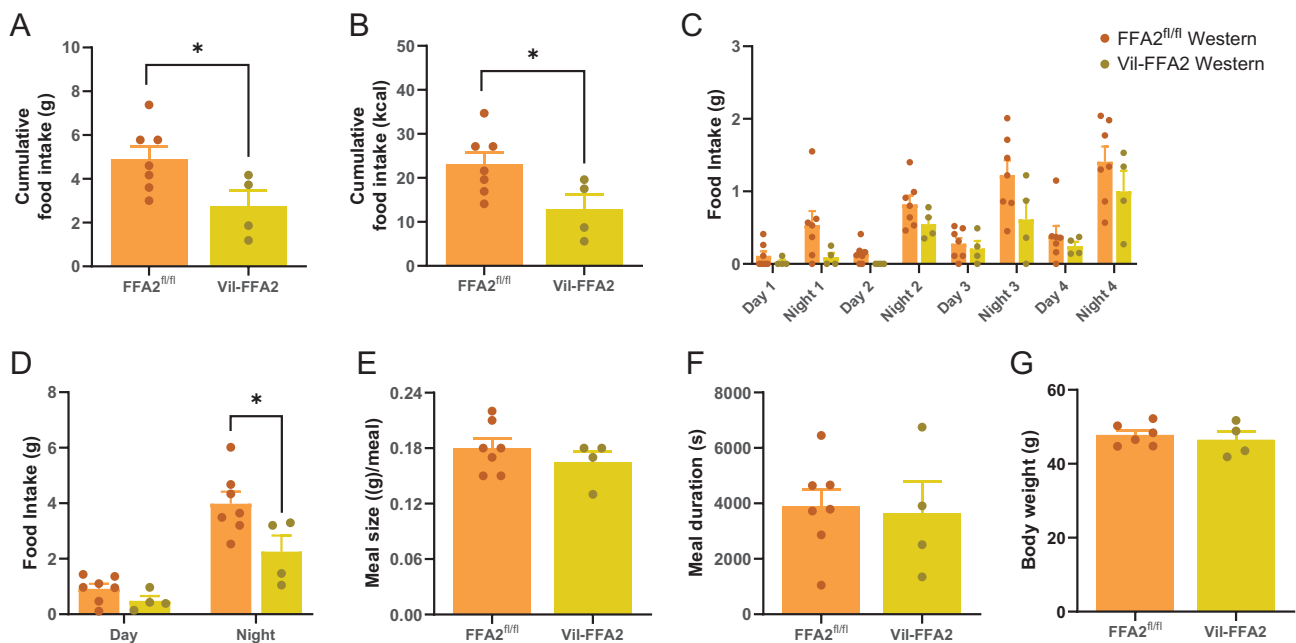 A
Cumulative
food intake (g)
10
8
6
4
2
0
*
FFA2fl/fl
Vil-FFA2
B
Cumulative
food intake (kcal)
50
40
30
20
10
0
*
FFA2fl/fl
Vil-FFA2
C
FFA2fl/fl Western
Vil-FFA2 Western
Food Intake (g)
3
2
1
0
Day 1
Night 1
Day 2
Night 2
Day 3
Night 3
Day 4
Night 4
D
Food Intake (g)
8
6
4
2
0
*
Day
Night
E
Meal size ((g)/meal)
0.24
0.18
0.12
0.06
0.00
FFA2fl/fl
Vil-FFA2
F
Meal duration (s)
8000
6000
4000
2000
0
FFA2fl/fl
Vil-FFA2
G
Body weight (g)
60
40
20
0
FFA2fl/fl
Vil-FFA2